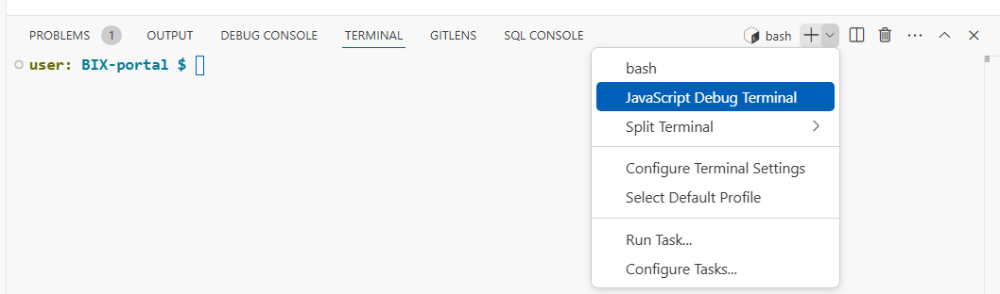 PROBLEMS 1 OUTPUT DEBUG CONSOLE TERMINAL GITLENS SQL CONSOLE bash
user: BIX-portal $
bash
JavaScript Debug Terminal
Split Terminal
Configure Terminal Settings
Select Default Profile
Run Task...
Configure Tasks...